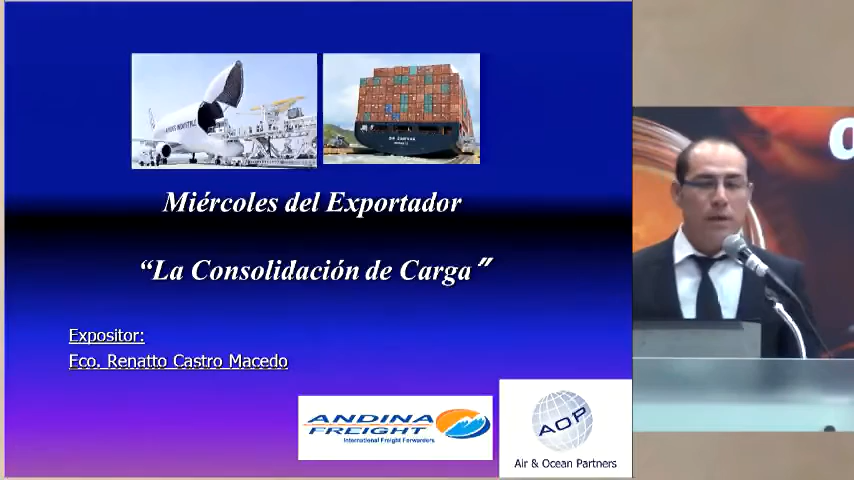 Miércoles del Exportador
“La Consolidación de Carga”
Expositor:
Eco. Renatto Castro Macedo
ANDINA
FREIGHT
International Freight Forwarders
AOP
Air & Ocean Partners